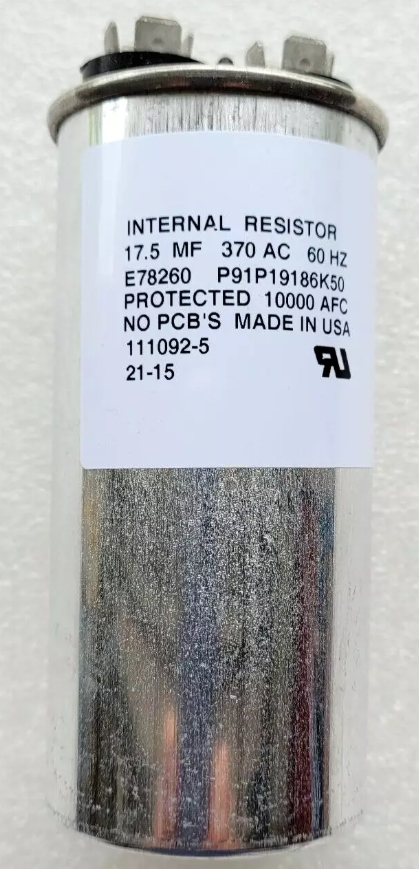 INTERNAL RESISTOR
17.5 MF 370 AC 60 HZ
E78260 P91P19186K50
PROTECTED 10000 AFC
NO PCB'S MADE IN USA
111092-5
21-15